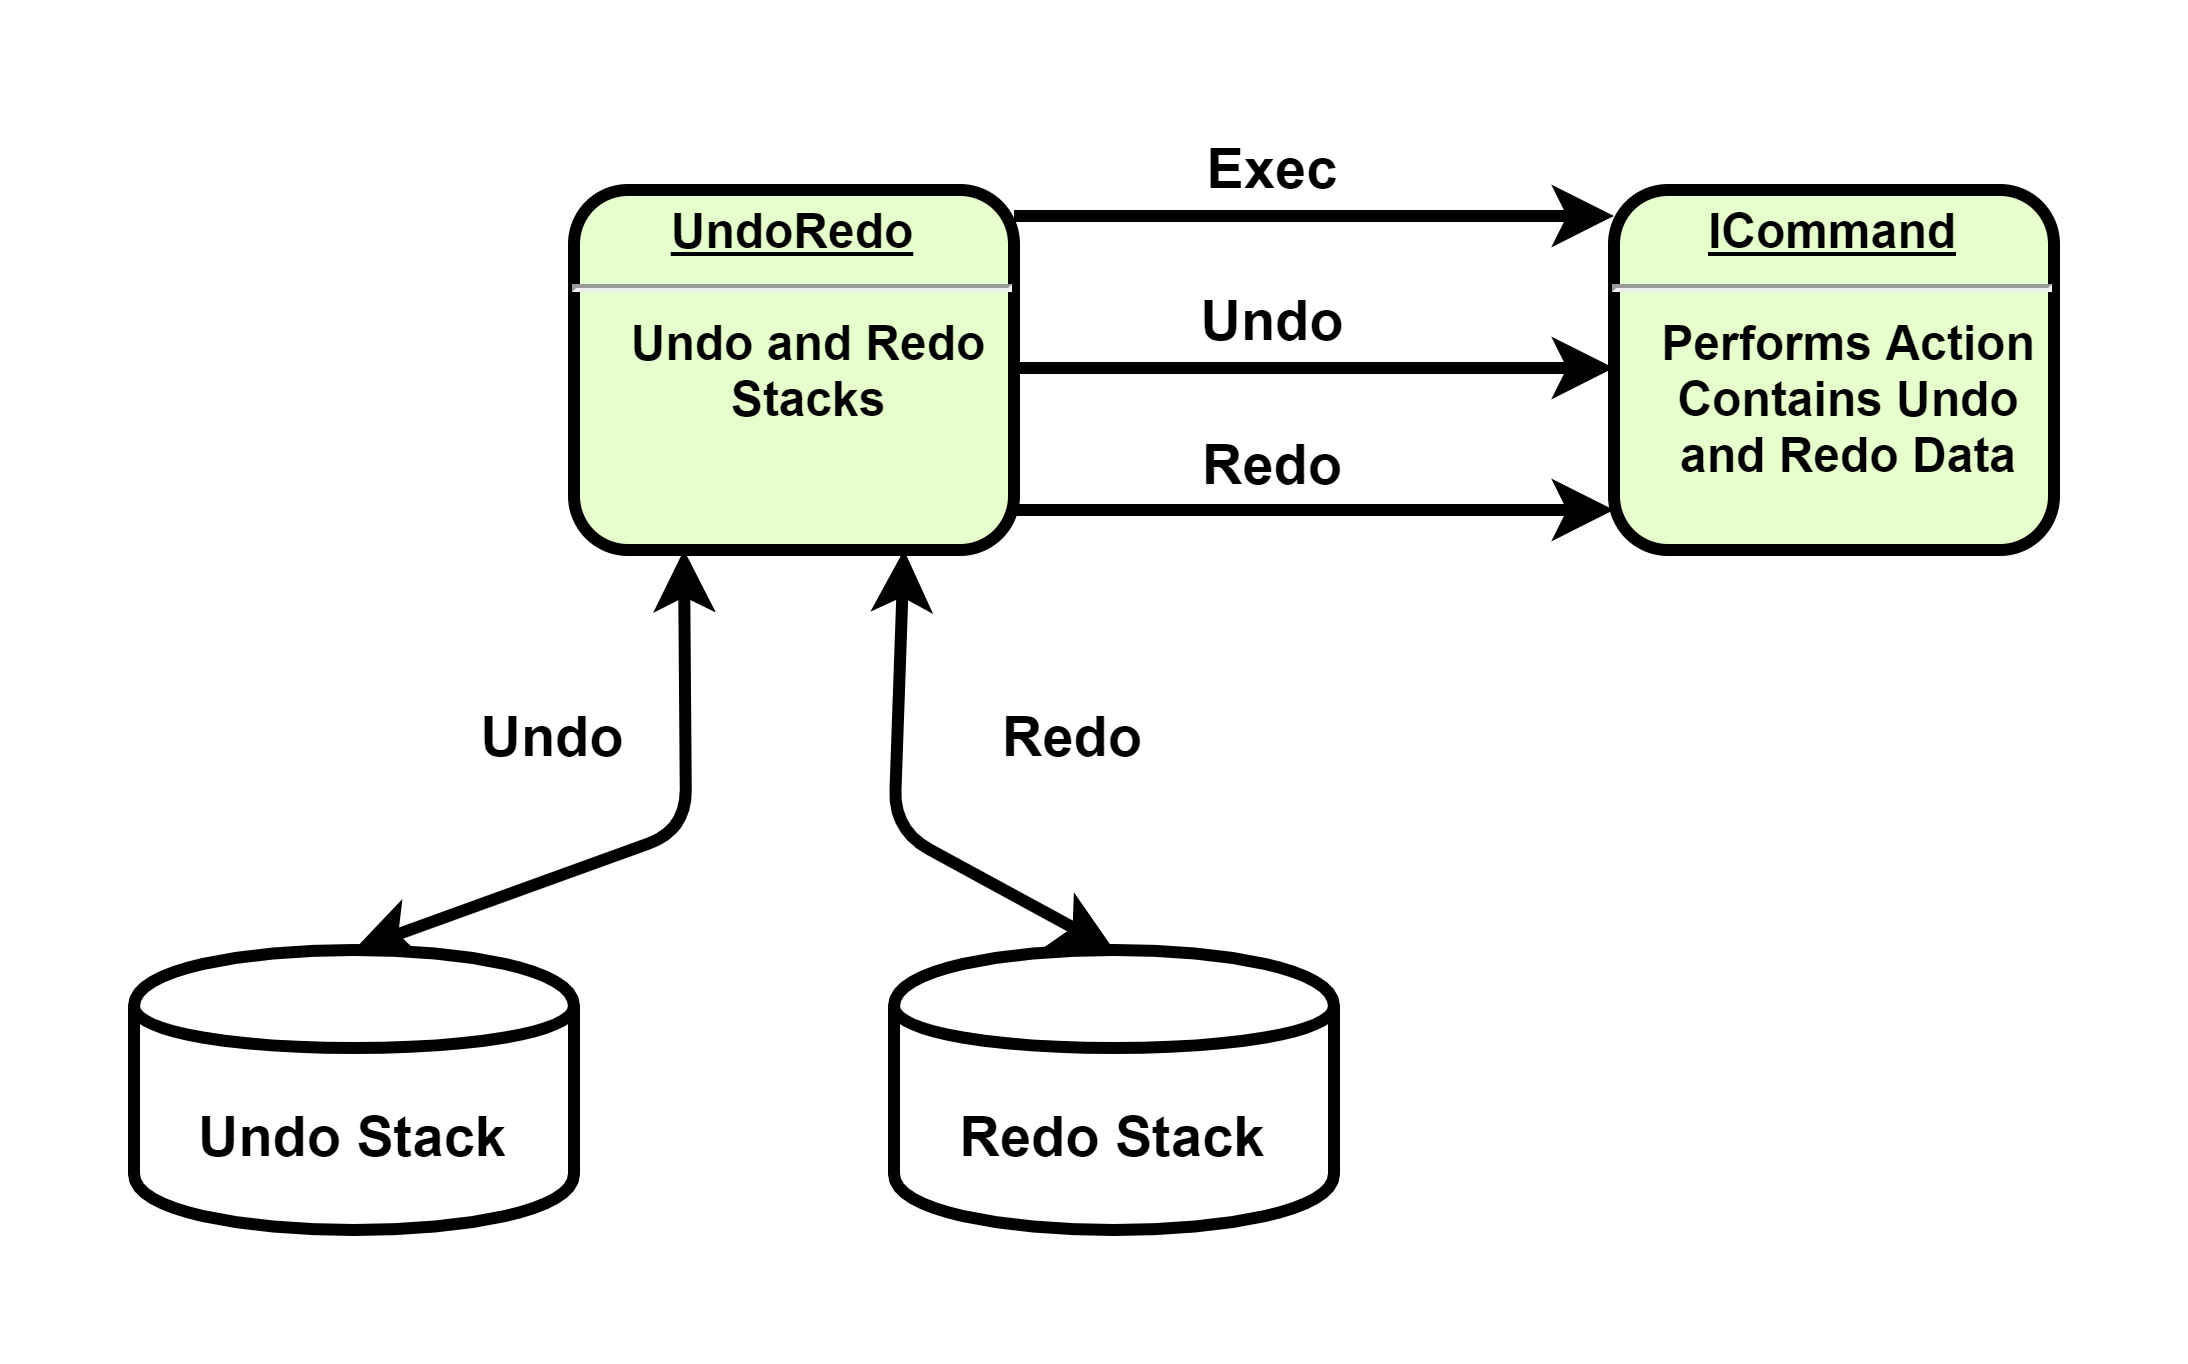 Exec
UndoRedo
ICommand
Undo and Redo
Stacks
Undo
Performs Action
Contains Undo
and Redo Data
Redo
Undo
Redo
Undo Stack
Redo Stack